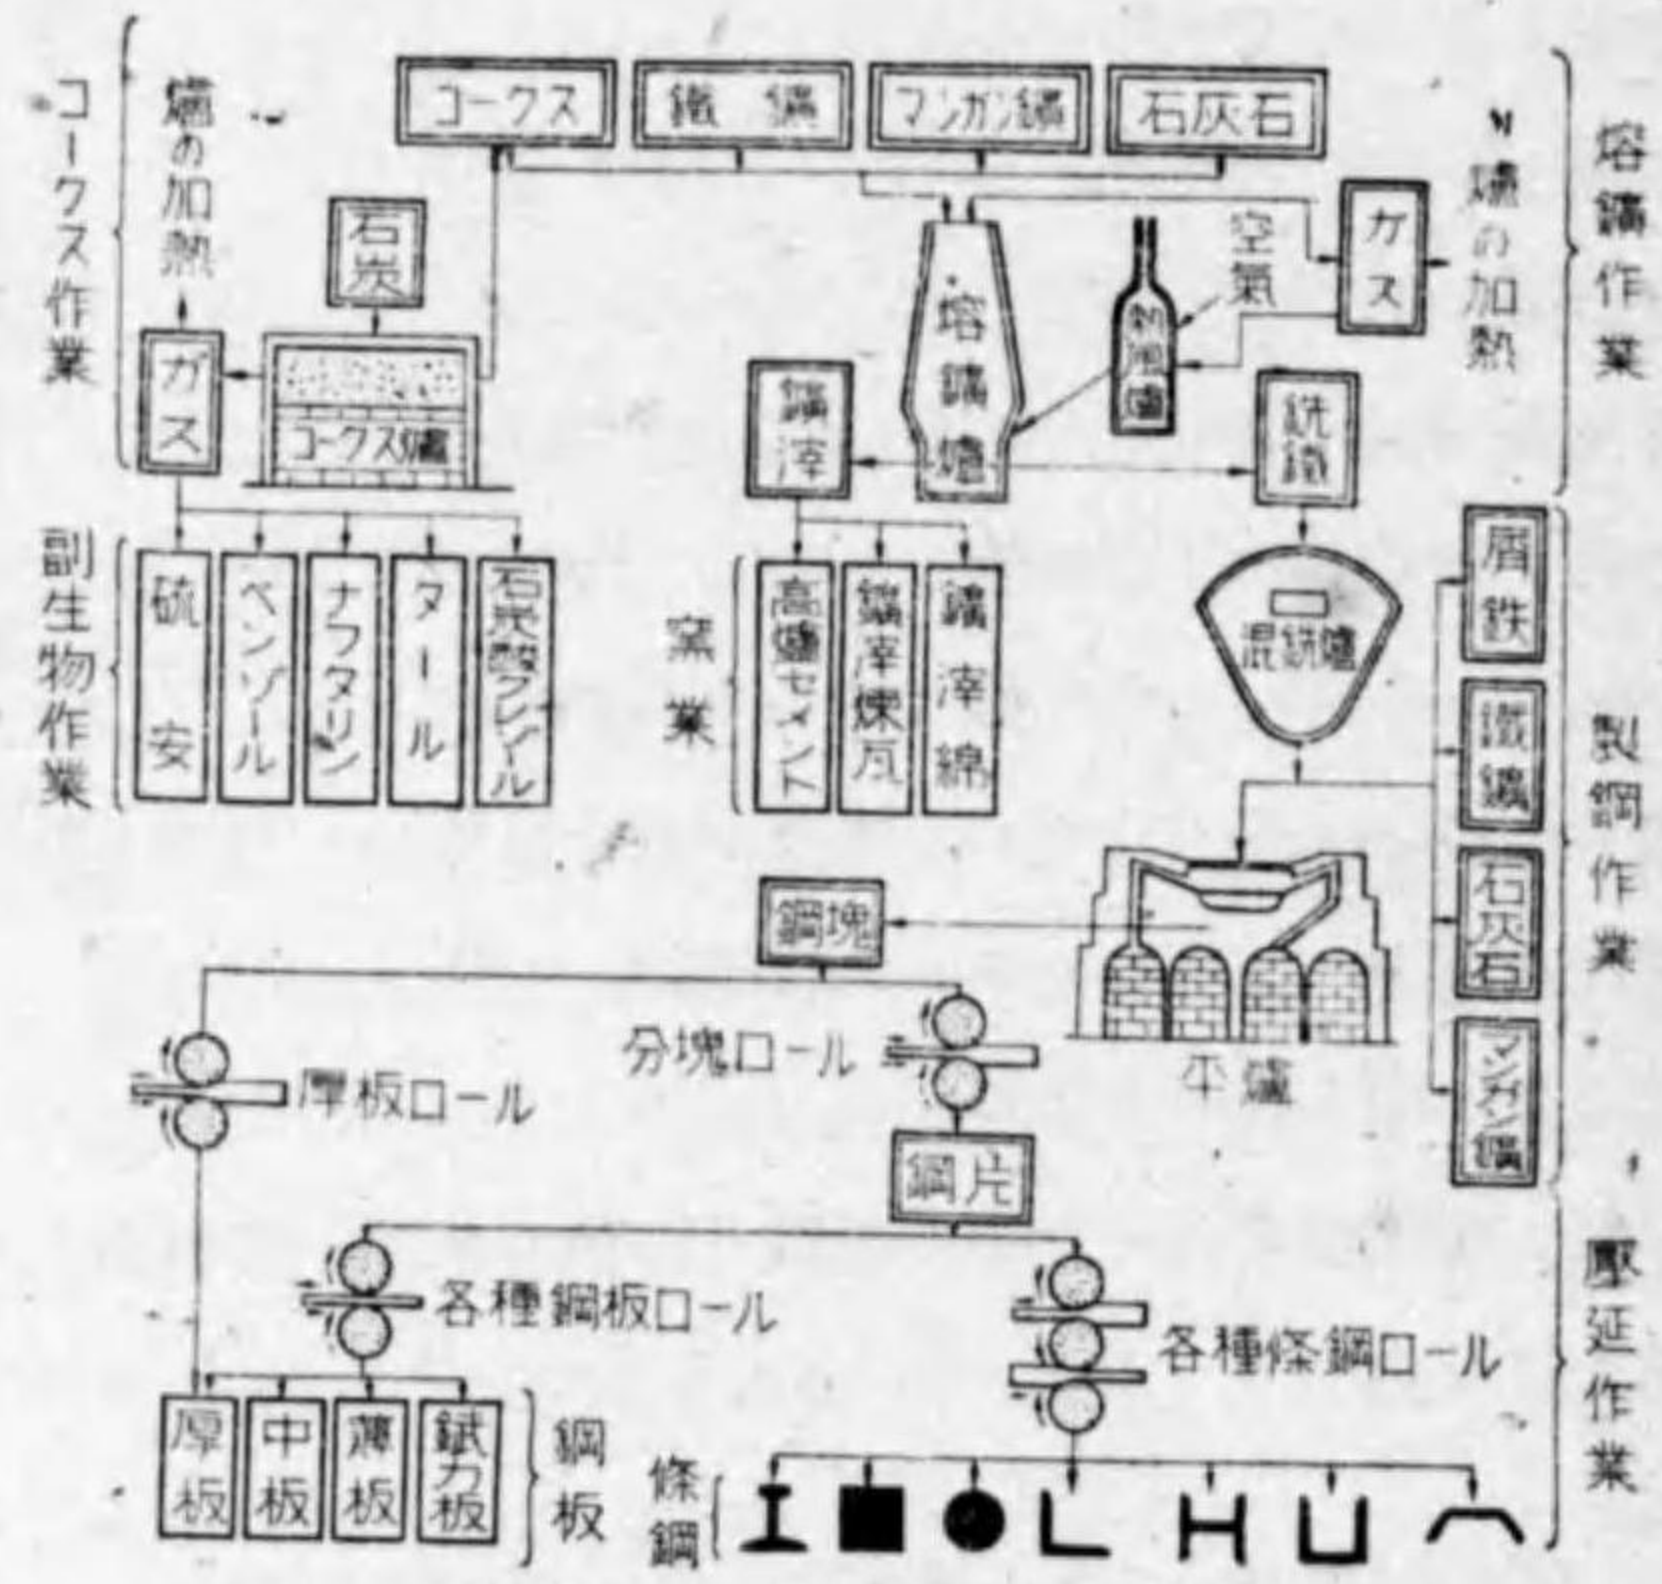 コークス作業
爐の加熱
コークス
鐵鑛
マンガン鑛
石灰石
爐の加熱
熔鑛作業
石炭
ガス
コークス爐
熔鑛爐
熱風爐
空氣
ガス
鑛滓
銑鐵
副生物作業
硫安
ベンゾール
ナフタリン
タール
石炭酸クレゾール
窯業
高爐セメント
鑛滓煉瓦
鑛滓綿
混銑爐
屑鉄
鐵鑛
石灰石
マンガン鑛
製鋼作業
鋼塊
平爐
厚板ロール
分塊ロール
鋼片
各種鋼板ロール
各種條鋼ロール
壓延作業
厚板
中板
薄板
錻力板
鋼板
條鋼